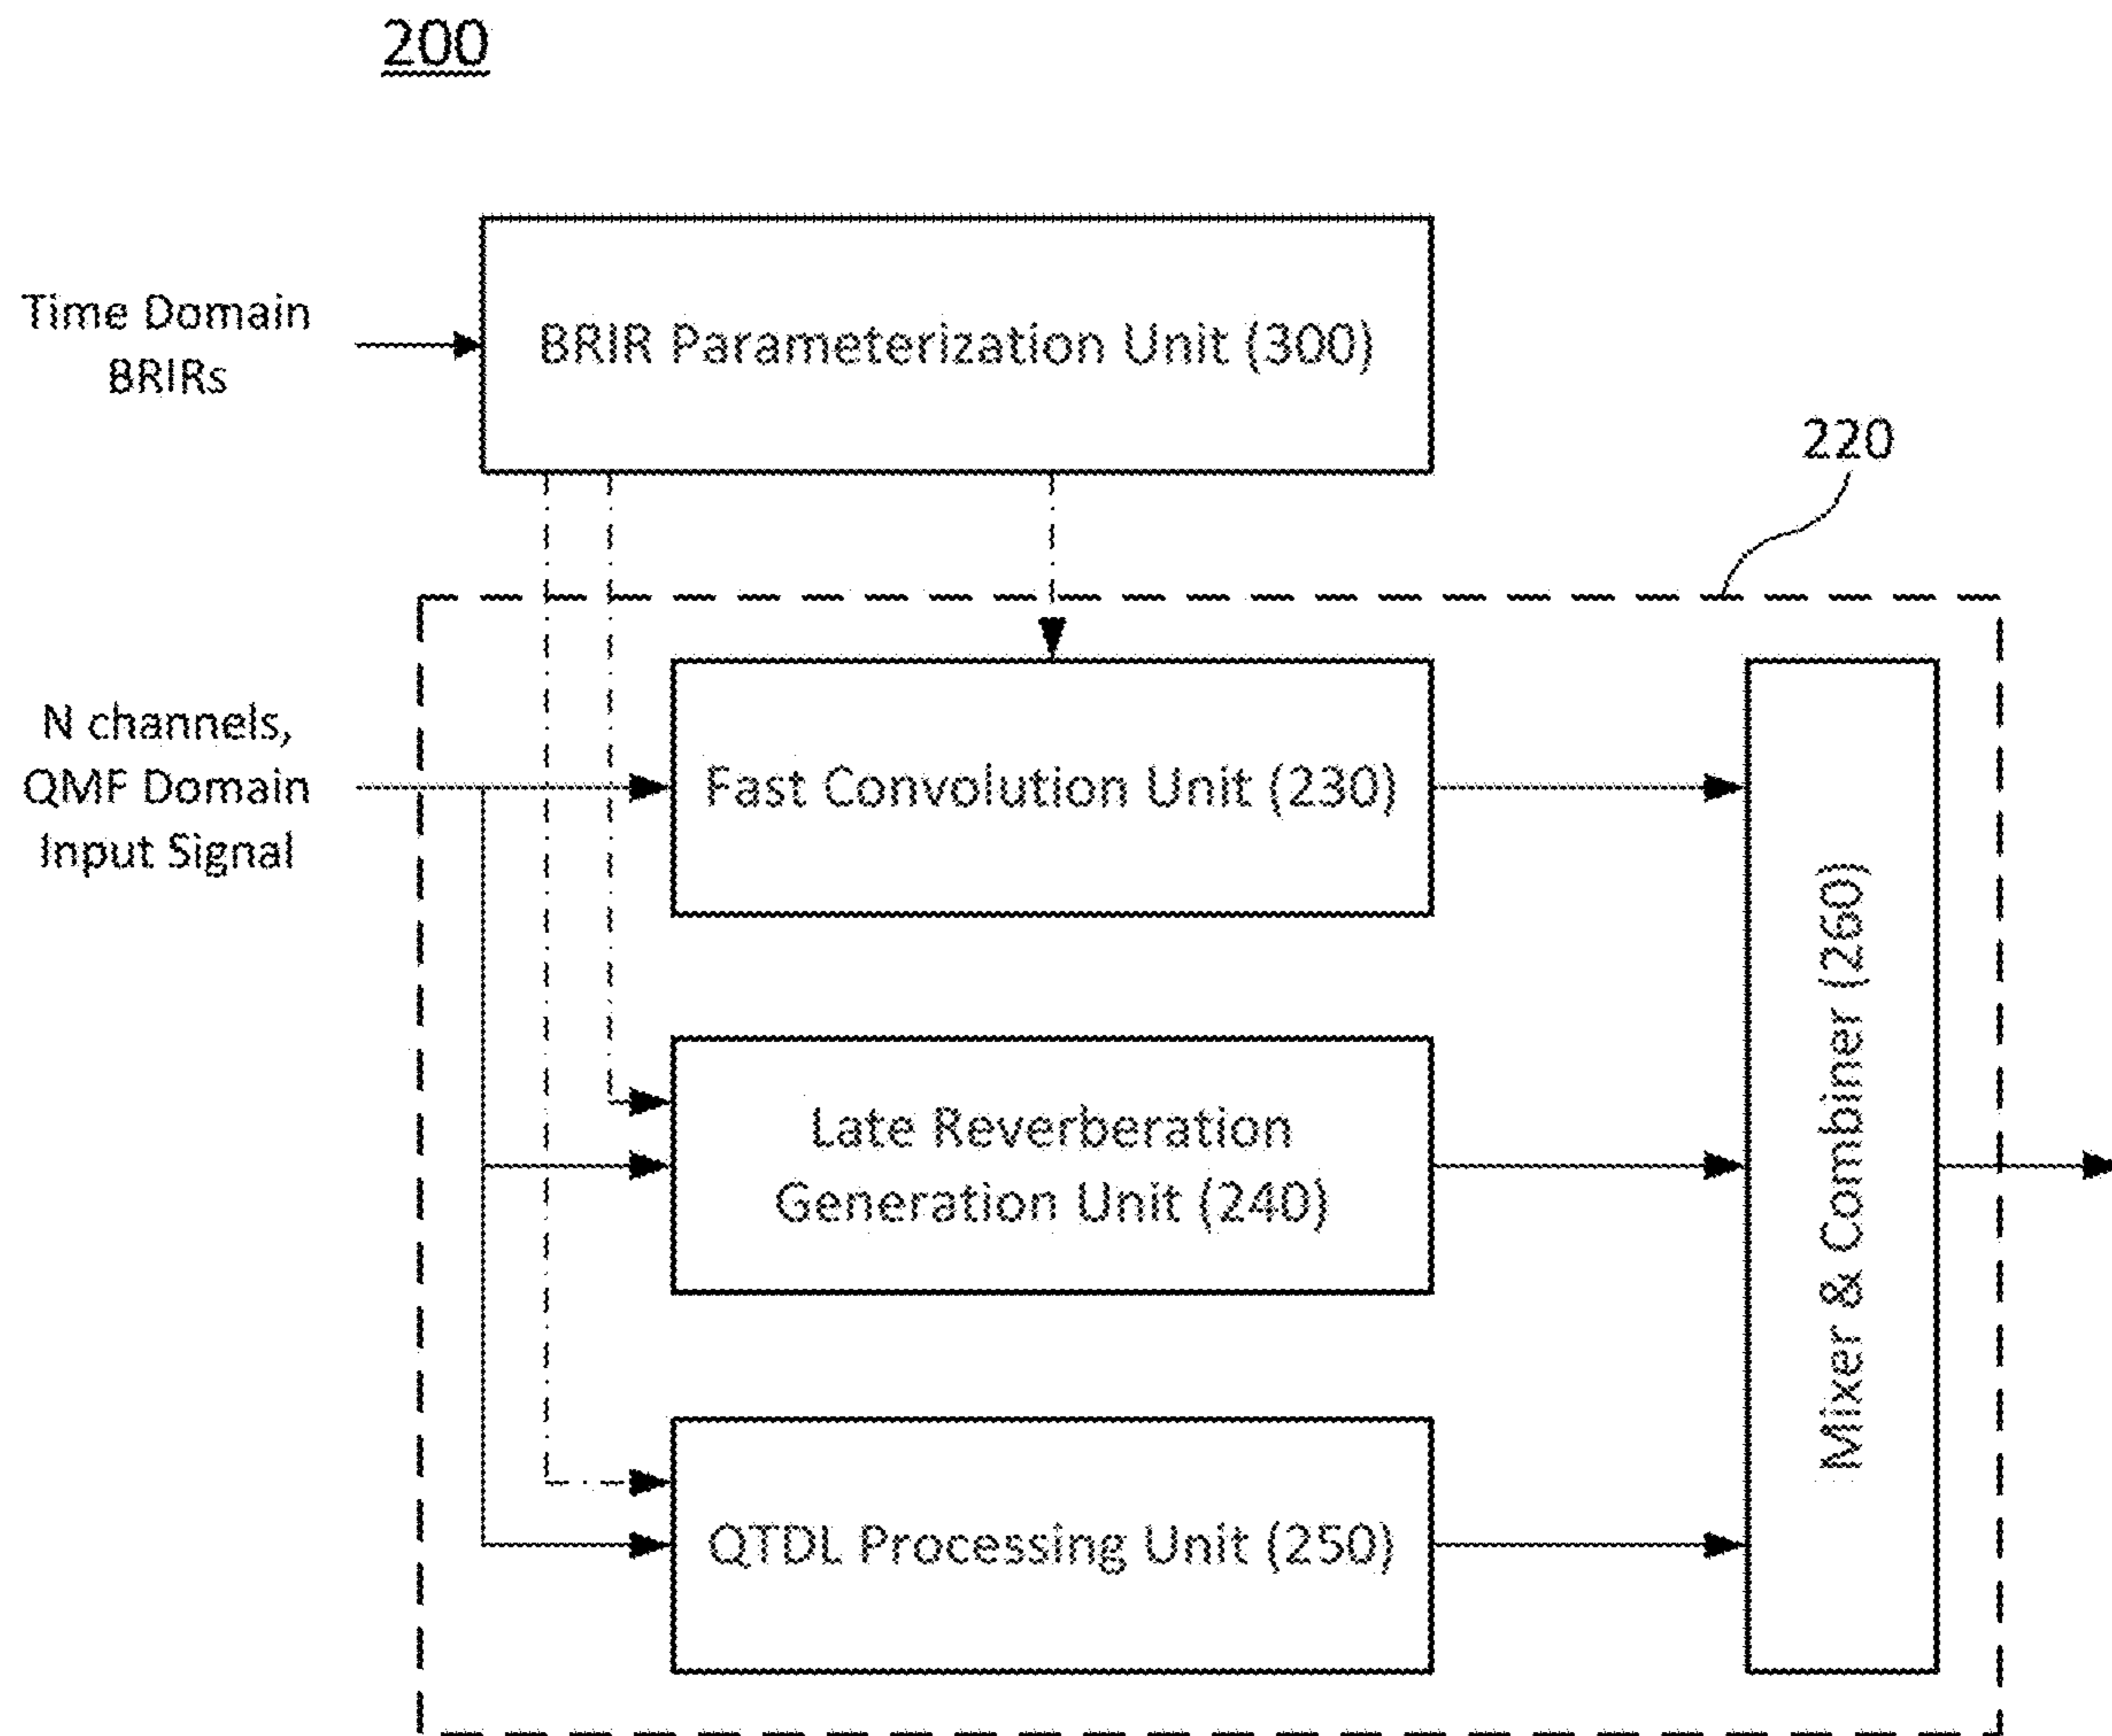 200
Time Domain
BRIRs
BRIR Parameterization Unit (300)
220
N channels,
QMF Domain
Input Signal
Fast Convolution Unit (230)
Late Reverberation
Generation Unit (240)
QTDL Processing Unit (250)
Mixer & Combiner (260)